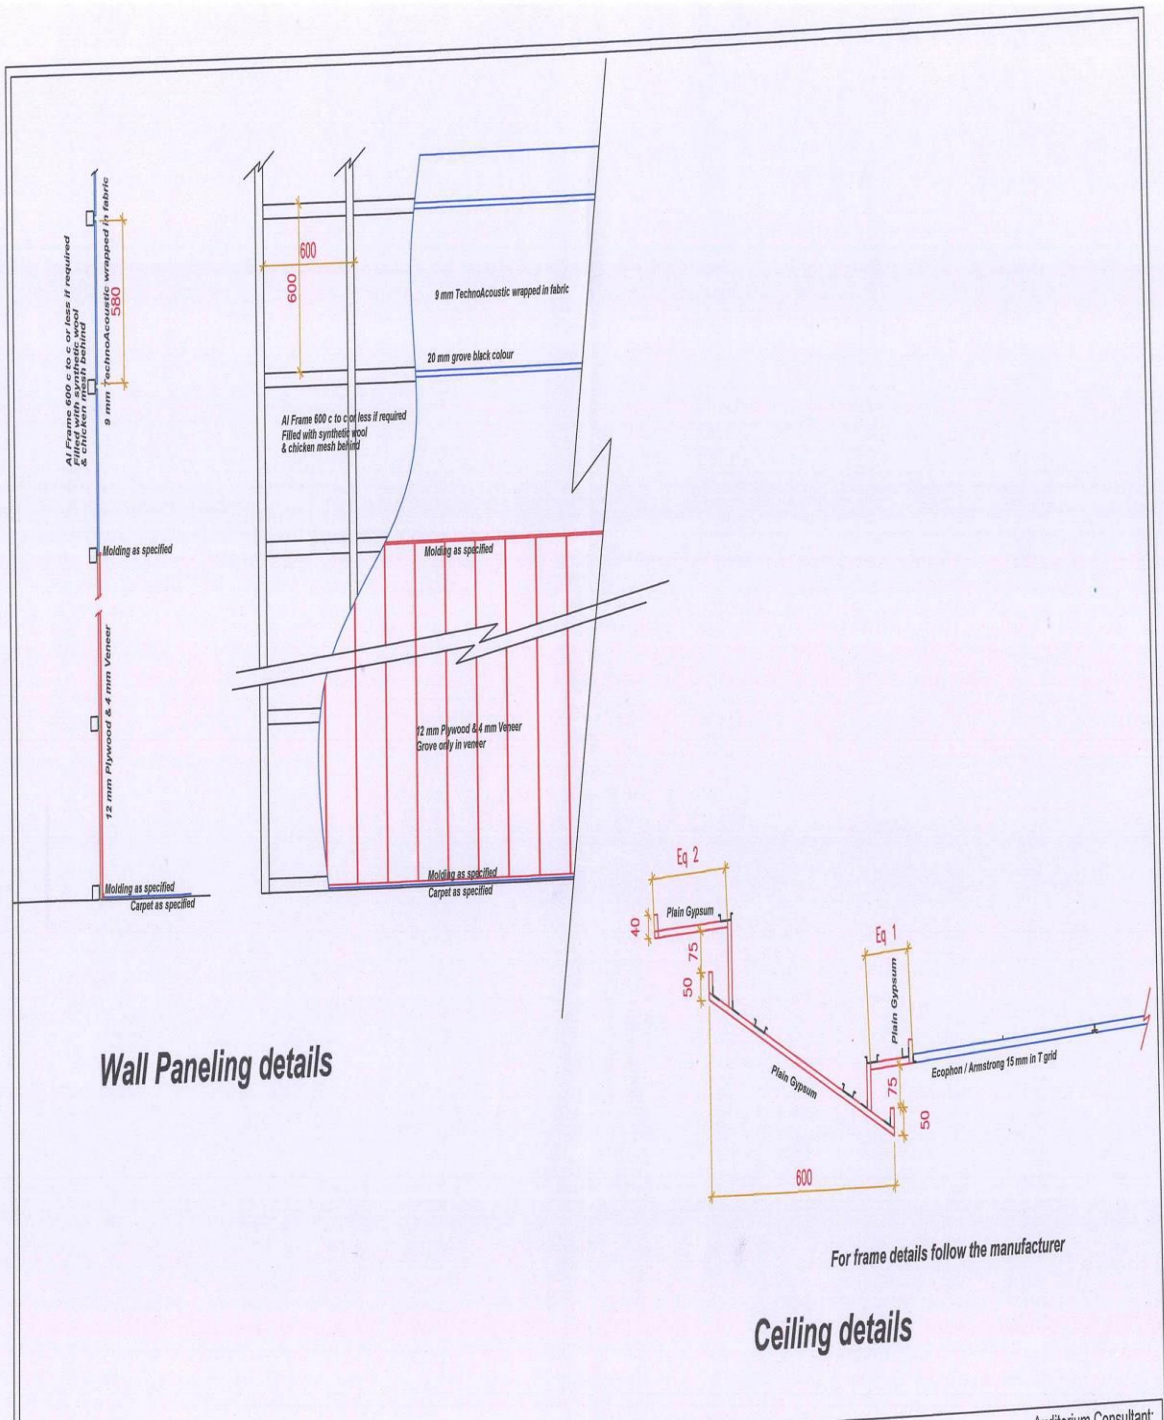 Al Frame 600 c to c or less if required
Filled with synthetic wool
& chicken mesh behind
9 mm TechnoAcoustic wrapped in fabric
580
Molding as specified
12 mm Plywood & 4 mm Veneer
Molding as specified
Carpet as specified
600
600
9 mm TechnoAcoustic wrapped in fabric
20 mm grove black colour
Al Frame 600 c to c or less if required
Filled with synthetic wool
& chicken mesh behind
Molding as specified
12 mm Plywood & 4 mm Veneer
Grove only in veneer
Molding as specified
Carpet as specified
Wall Paneling details
Eq 2
40
Plain Gypsum
75
50
Eq 1
Plain Gypsum
Plain Gypsum
Ecophon / Armstrong 15 mm in T grid
75
50
600
For frame details follow the manufacturer
Ceiling details
Auditorium Consultant: